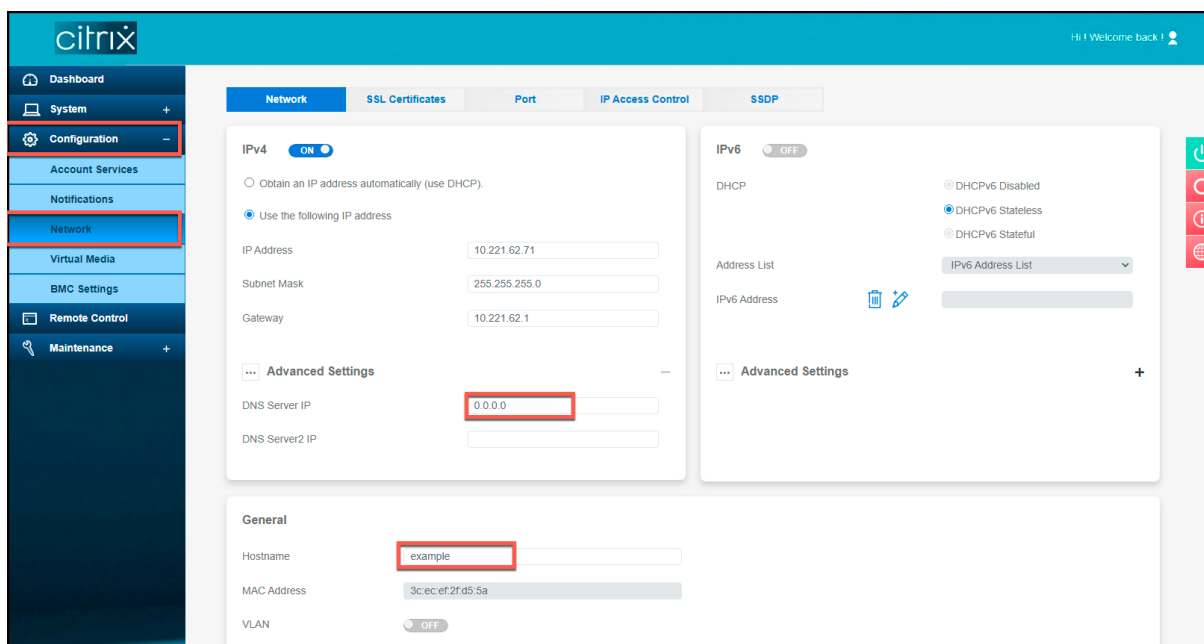 citrix
Hi ! Welcome back !
Dashboard
System +
Configuration −
Account Services
Notifications
Network
Virtual Media
BMC Settings
Remote Control
Maintenance +
Network SSL Certificates Port IP Access Control SSDP
IPv4 ON
Obtain an IP address automatically (use DHCP).
Use the following IP address
IP Address 10.221.62.71
Subnet Mask 255.255.255.0
Gateway 10.221.62.1
... Advanced Settings −
DNS Server IP 0.0.0.0
DNS Server2 IP
IPv6 OFF
DHCP DHCPv6 Disabled
DHCPv6 Stateless
DHCPv6 Stateful
Address List IPv6 Address List
IPv6 Address
... Advanced Settings +
General
Hostname example
MAC Address 3c:ec:ef:2f:d5:5a
VLAN OFF